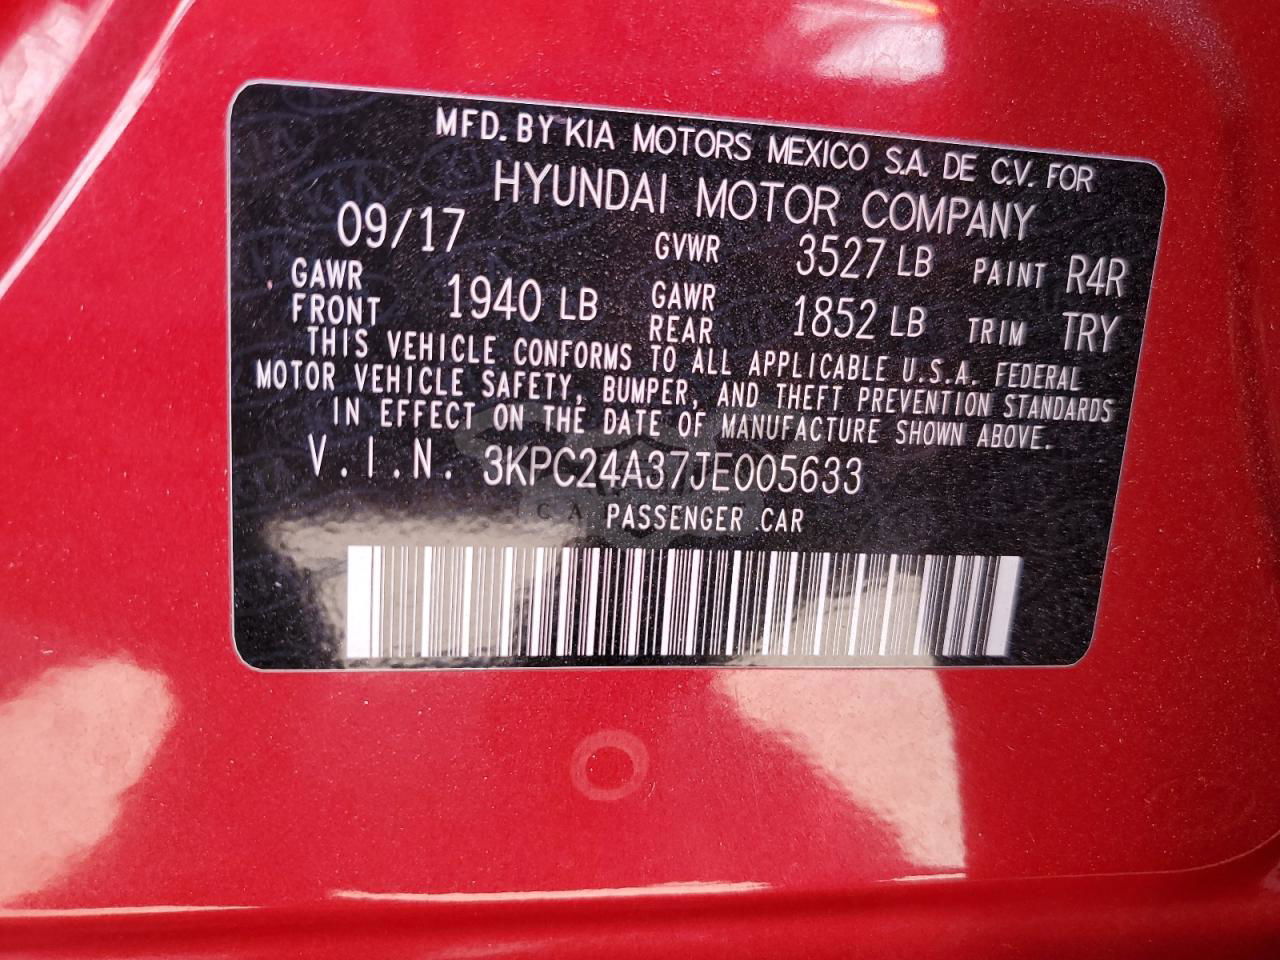 MFD. BY KIA MOTORS MEXICO S.A. DE C.V. FOR
HYUNDAI MOTOR COMPANY
09/17 GVWR 3527 LB PAINT R4R
GAWR FRONT 1940 LB GAWR REAR 1852 LB TRIM TRY
THIS VEHICLE CONFORMS TO ALL APPLICABLE U.S.A. FEDERAL
MOTOR VEHICLE SAFETY, BUMPER, AND THEFT PREVENTION STANDARDS
IN EFFECT ON THE DATE OF MANUFACTURE SHOWN ABOVE.
V.I.N. 3KPC24A37JE005633
PASSENGER CAR